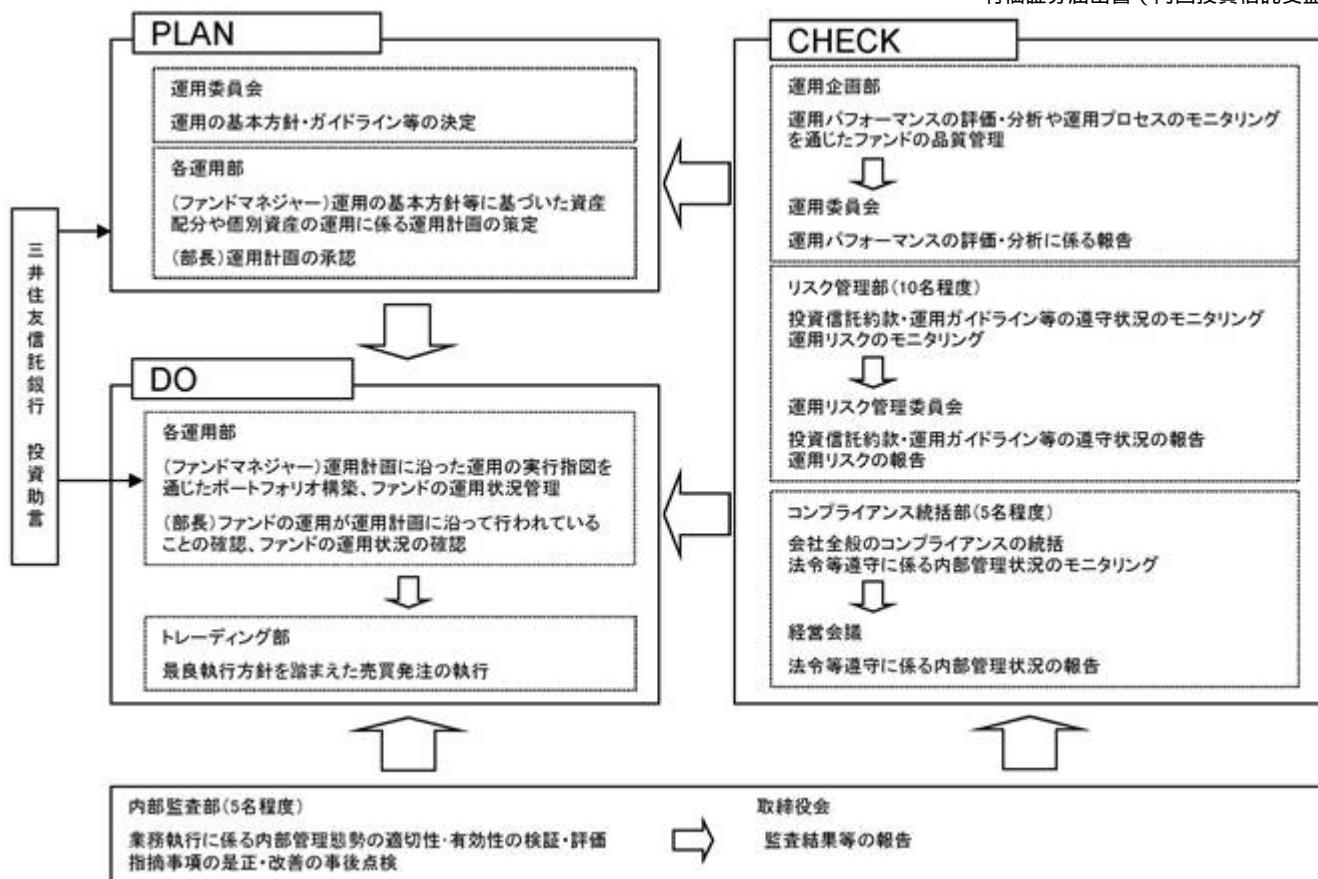 PLAN
運用委員会
運用の基本方針・ガイドライン等の決定
各運用部
(ファンドマネジャー)運用の基本方針等に基づいた資産
配分や個別資産の運用に係る運用計画の策定
(部長)運用計画の承認
三井住友信託銀行 投資助言
DO
各運用部
(ファンドマネジャー)運用計画に沿った運用の実行指図を
通じたポートフォリオ構築、ファンドの運用状況管理
(部長)ファンドの運用が運用計画に沿って行われている
ことの確認、ファンドの運用状況の確認
トレーディング部
最良執行方針を踏まえた売買発注の執行
CHECK
運用企画部
運用パフォーマンスの評価・分析や運用プロセスのモニタリング
を通じたファンドの品質管理
運用委員会
運用パフォーマンスの評価・分析に係る報告
リスク管理部(10名程度)
投資信託約款・運用ガイドライン等の遵守状況のモニタリング
運用リスクのモニタリング
運用リスク管理委員会
投資信託約款・運用ガイドライン等の遵守状況の報告
運用リスクの報告
コンプライアンス統括部(5名程度)
会社全般のコンプライアンスの統括
法令等遵守に係る内部管理状況のモニタリング
経営会議
法令等遵守に係る内部管理状況の報告
内部監査部(5名程度)
業務執行に係る内部管理態勢の適切性・有効性の検証・評価
指摘事項の是正・改善の事後点検
取締役会
監査結果等の報告